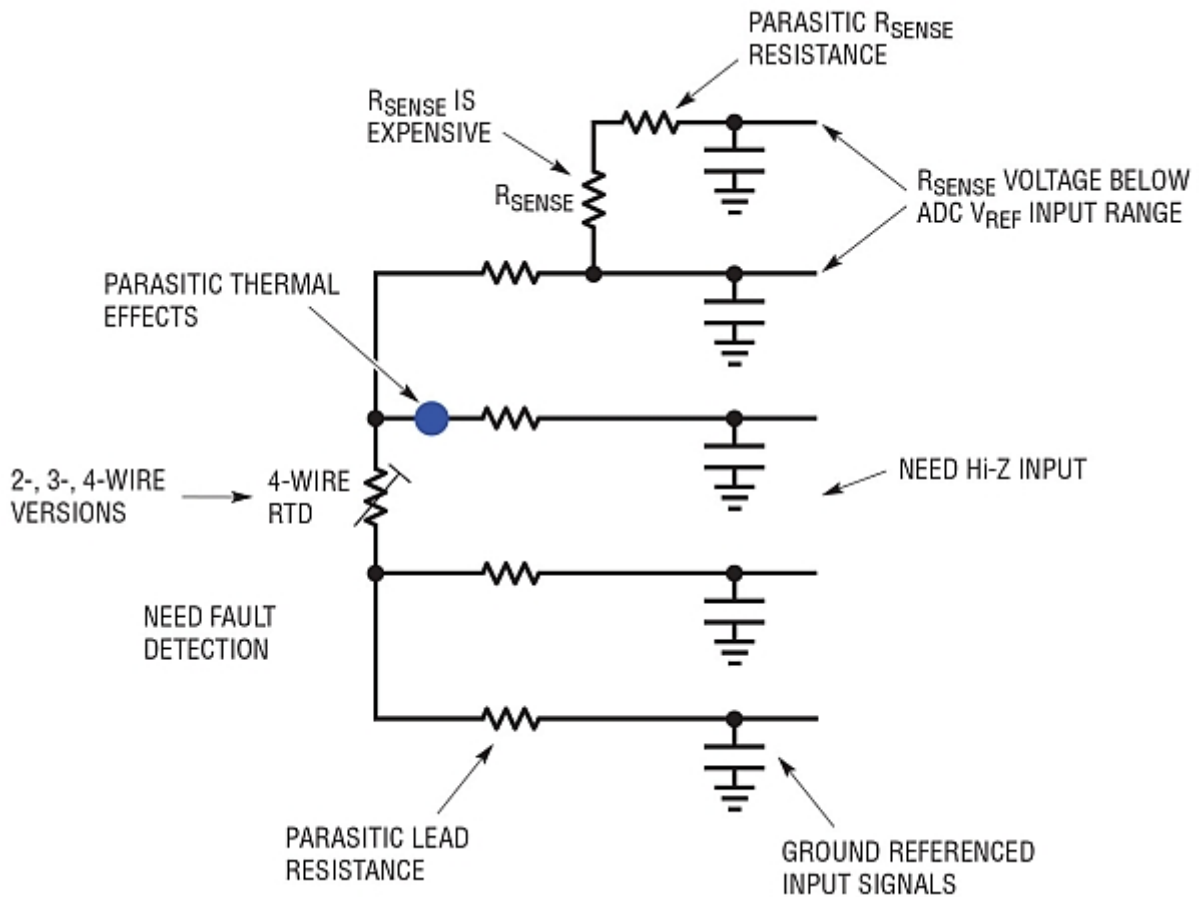 PARASITIC RSENSE
RESISTANCE
RSENSE IS
EXPENSIVE
RSENSE
RSENSE VOLTAGE BELOW
ADC VREF INPUT RANGE
PARASITIC THERMAL
EFFECTS
2-, 3-, 4-WIRE
VERSIONS
4-WIRE
RTD
NEED Hi-Z INPUT
NEED FAULT
DETECTION
PARASITIC LEAD
RESISTANCE
GROUND REFERENCED
INPUT SIGNALS